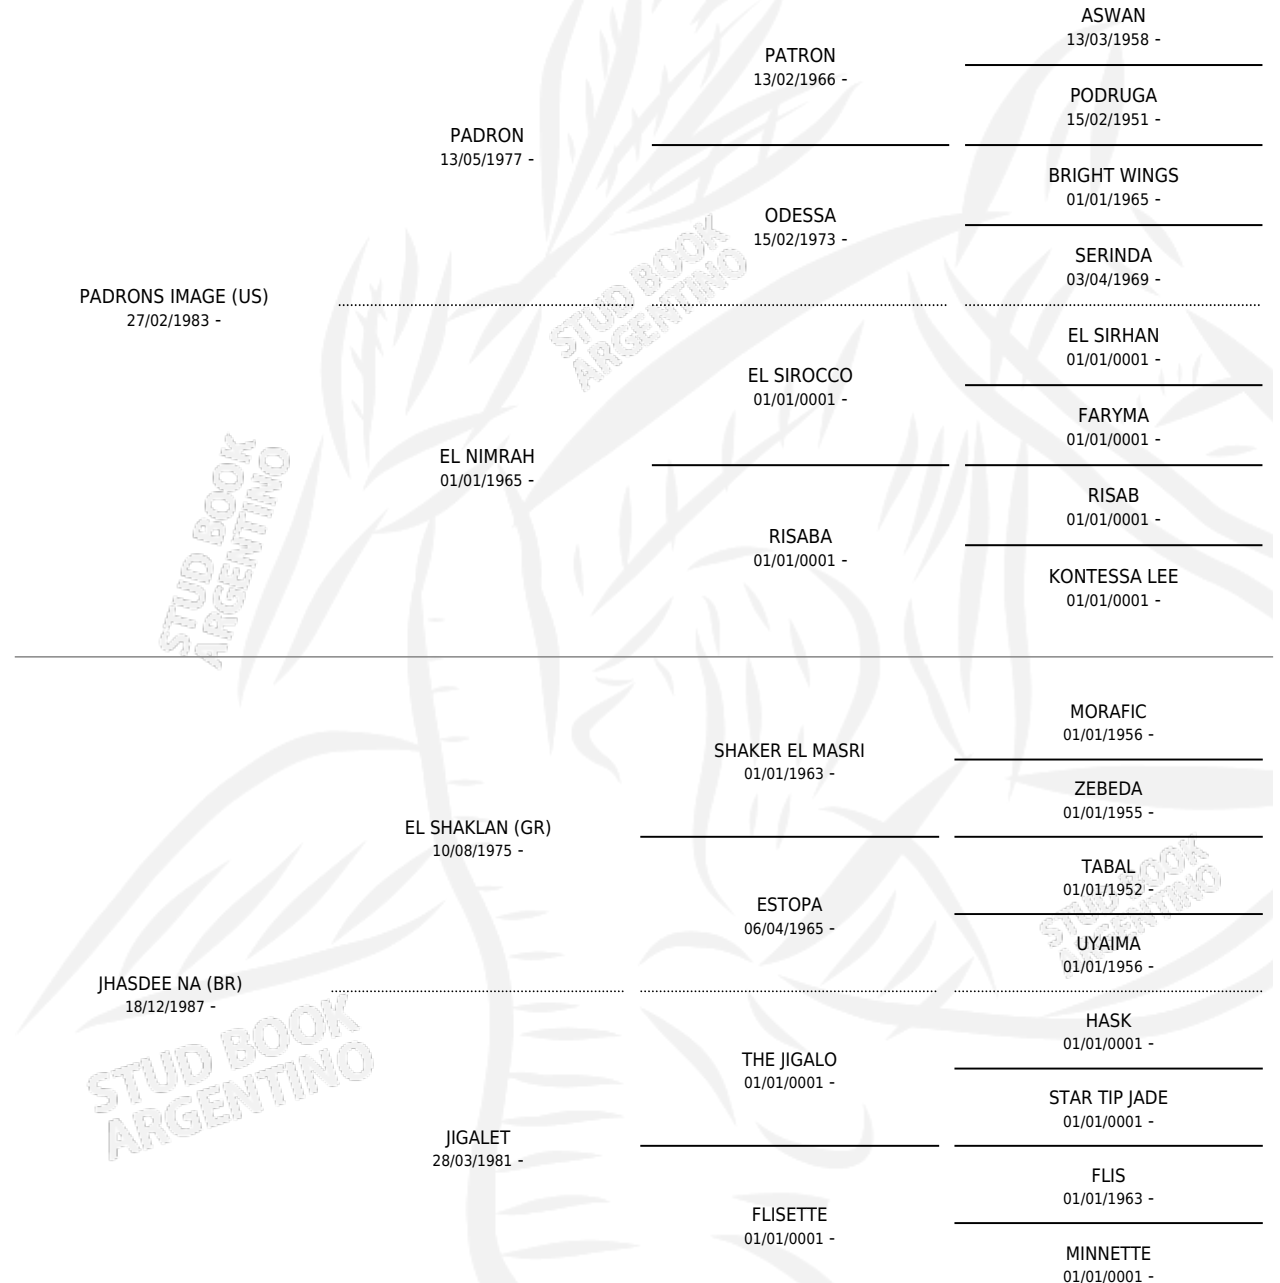 ASWAN
13/03/1958 -
PATRON
13/02/1966 -
PODRUGA
15/02/1951 -
PADRON
13/05/1977 -
BRIGHT WINGS
01/01/1965 -
ODESSA
15/02/1973 -
SERINDA
03/04/1969 -
PADRONS IMAGE (US)
27/02/1983 -
EL SIRHAN
01/01/0001 -
EL SIROCCO
01/01/0001 -
FARYMA
01/01/0001 -
EL NIMRAH
01/01/1965 -
RISAB
01/01/0001 -
RISABA
01/01/0001 -
KONTESSA LEE
01/01/0001 -
MORAFIC
01/01/1956 -
SHAKER EL MASRI
01/01/1963 -
ZEBEDA
01/01/1955 -
EL SHAKLAN (GR)
10/08/1975 -
TABAL
01/01/1952 -
ESTOPA
06/04/1965 -
UYAIMA
01/01/1956 -
JHASDEE NA (BR)
18/12/1987 -
HASK
01/01/0001 -
THE JIGALO
01/01/0001 -
STAR TIP JADE
01/01/0001 -
JIGALET
28/03/1981 -
FLIS
01/01/1963 -
FLISETTE
01/01/0001 -
MINNETTE
01/01/0001 -
STUD BOOK
ARGENTINO
STUD BOOK
ARGENTINO
STUD BOOK
ARGENTINO
STUD BOOK
ARGENTINO